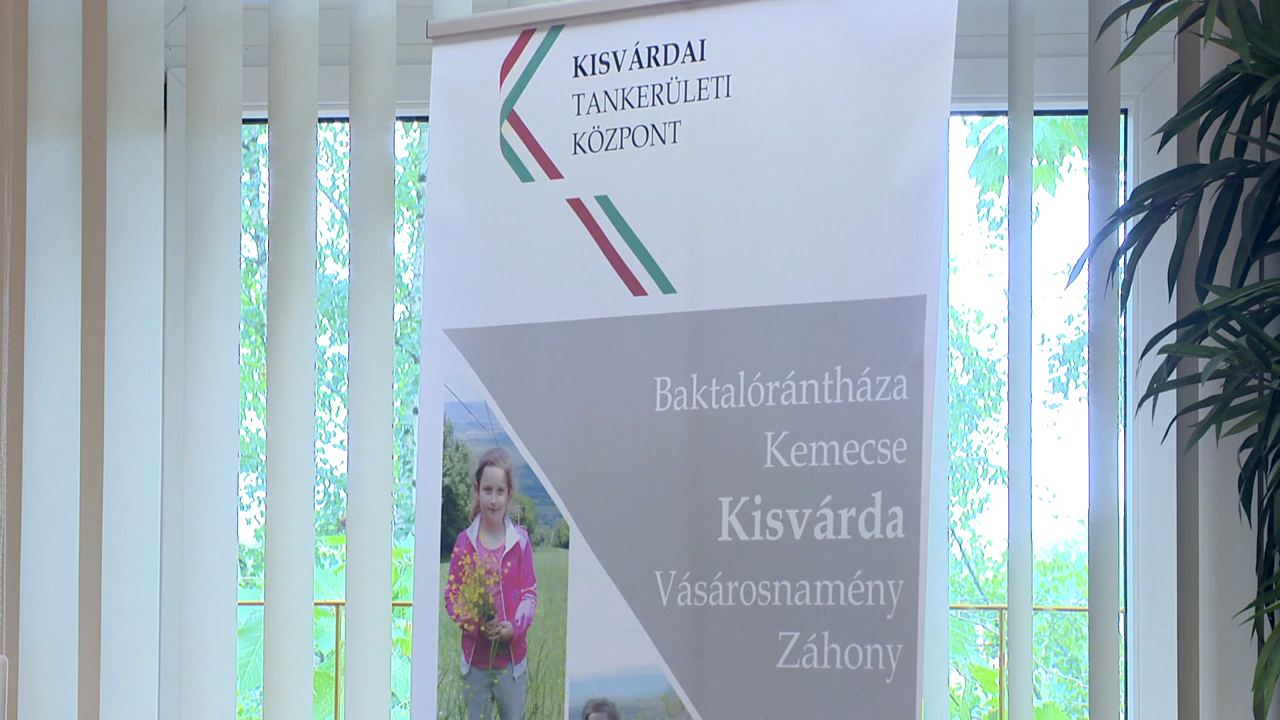 KISVÁRDAI
TANKERÜLETI
KÖZPONT
Baktalórántháza
Kemecse
Kisvárda
Vásárosnamény
Záhony